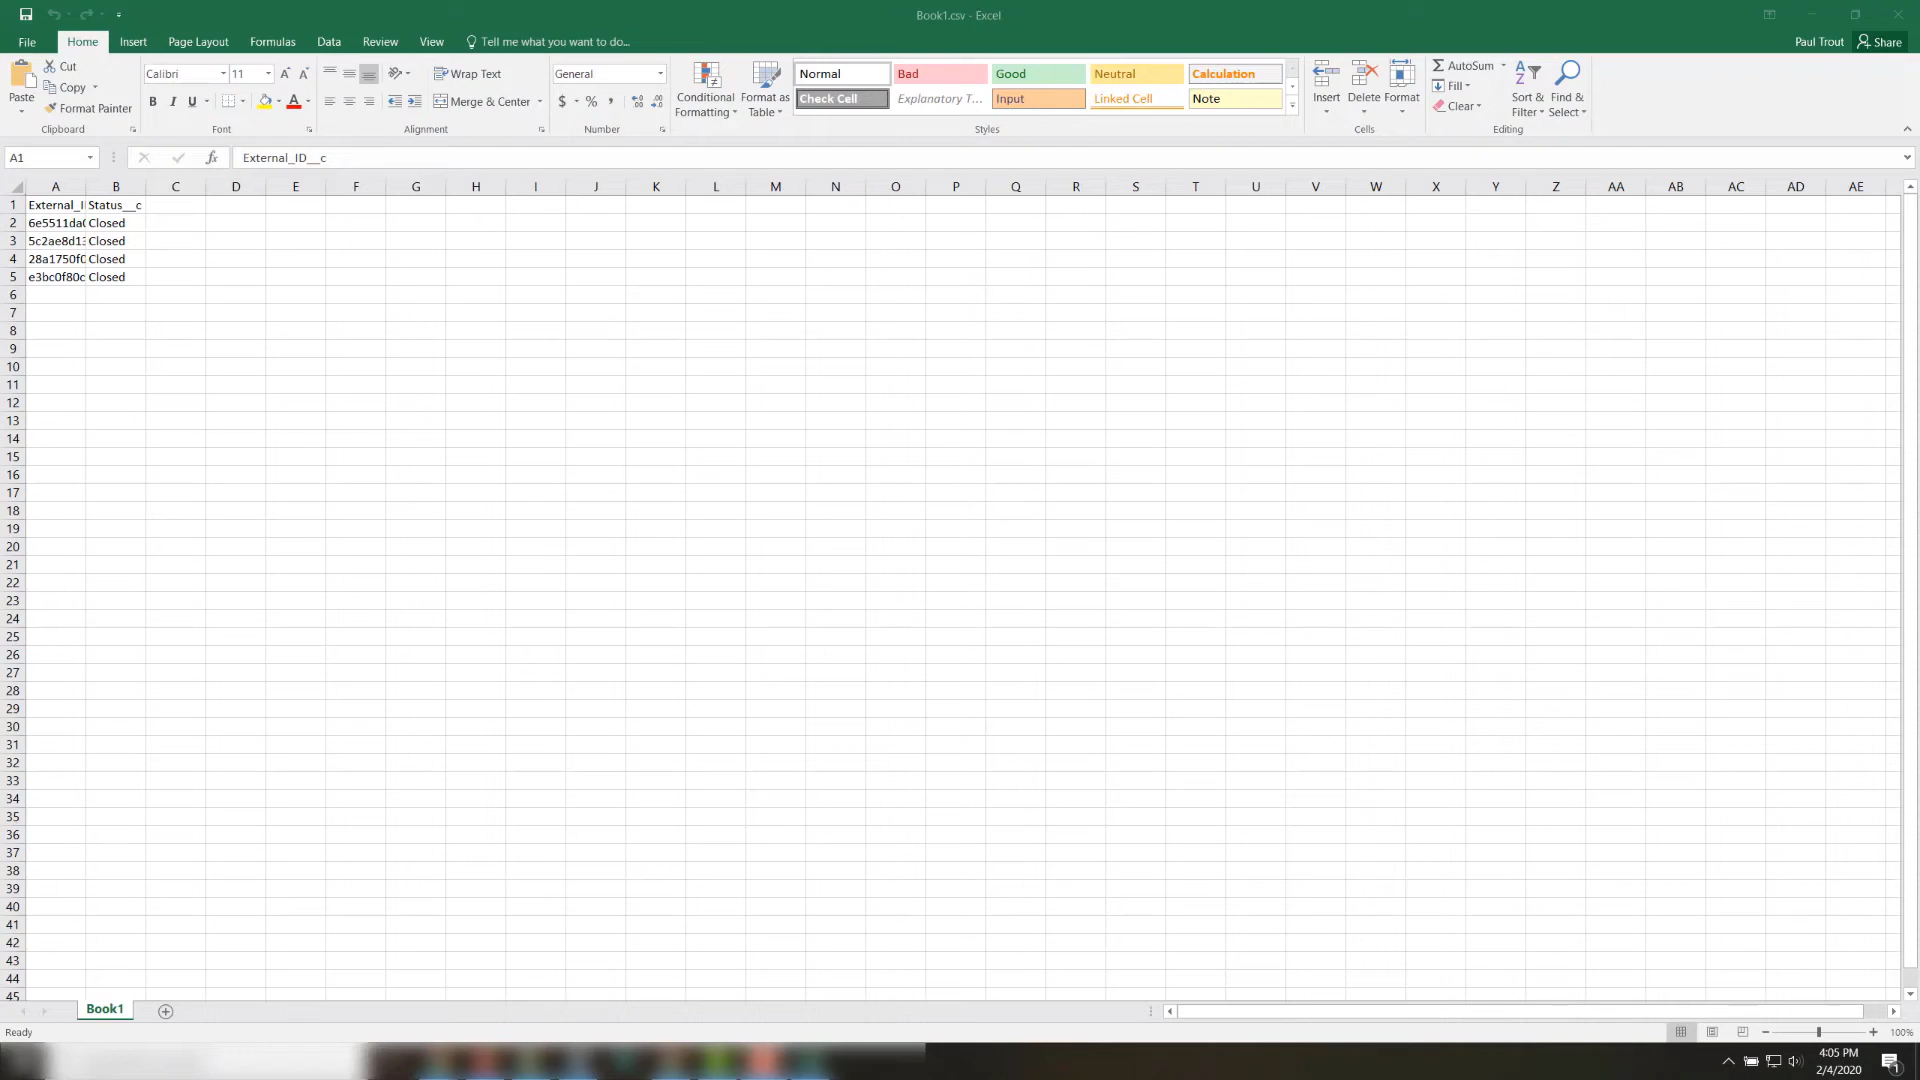 Book1.csv - Excel
File Home Insert Page Layout Formulas Data Review View Tell me what you want to do... Paul Trout Share
Paste Cut Copy Format Painter Clipboard
Calibri 11 B I U A Font
Wrap Text Merge & Center Alignment
General $ % , Number
Conditional Formatting Format as Table
Normal Bad Good Neutral Calculation
Check Cell Explanatory T... Input Linked Cell Note
Styles
Insert Delete Format Cells
AutoSum Fill Clear Sort & Filter Find & Select Editing
A1 fx External_ID__c
A B C D E F G H I J K L M N O P Q R S T U V W X Y Z AA AB AC AD AE
1 External_I Status__c
2 6e5511da0 Closed
3 5c2ae8d13 Closed
4 28a1750f0 Closed
5 e3bc0f80c Closed
6
7
8
9
10
11
12
13
14
15
16
17
18
19
20
21
22
23
24
25
26
27
28
29
30
31
32
33
34
35
36
37
38
39
40
41
42
43
44
45
Book1
Ready 100%
4:05 PM
2/4/2020
1